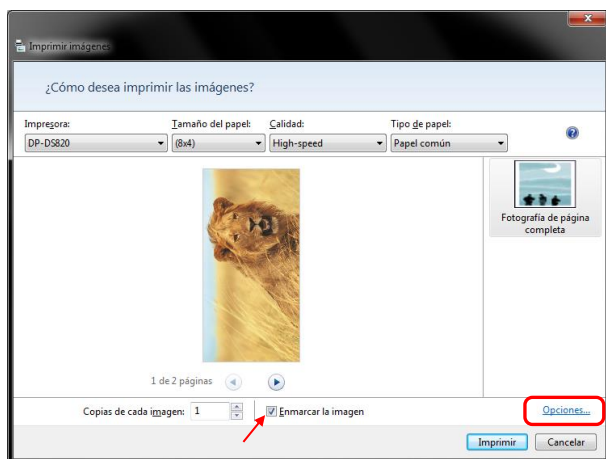 Imprimir imágenes
¿Cómo desea imprimir las imágenes?
Impresora: Tamaño del papel: Calidad: Tipo de papel:
DP-DS820 (8x4) High-speed Papel común
Fotografía de página
completa
1 de 2 páginas
Copias de cada imagen: 1 Enmarcar la imagen Opciones...
Imprimir Cancelar